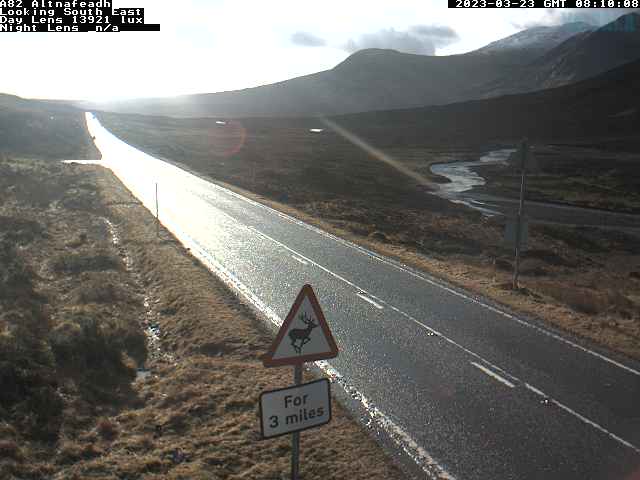 A82 Altnafeadh
Looking South East
Day Lens 13921 lux
Night Lens n/a
2023-03-23 GMT 08:10:08
For
3 miles